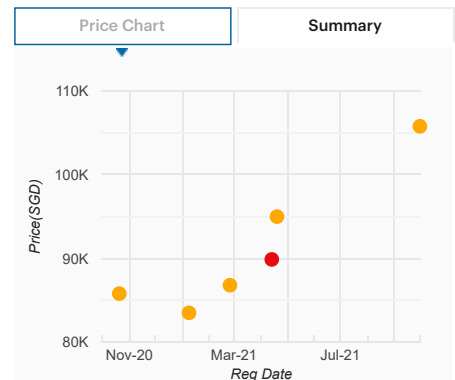 Price Chart
Summary
110K
100K
90K
80K
Price(SGD)
Nov-20
Mar-21
Jul-21
Reg Date